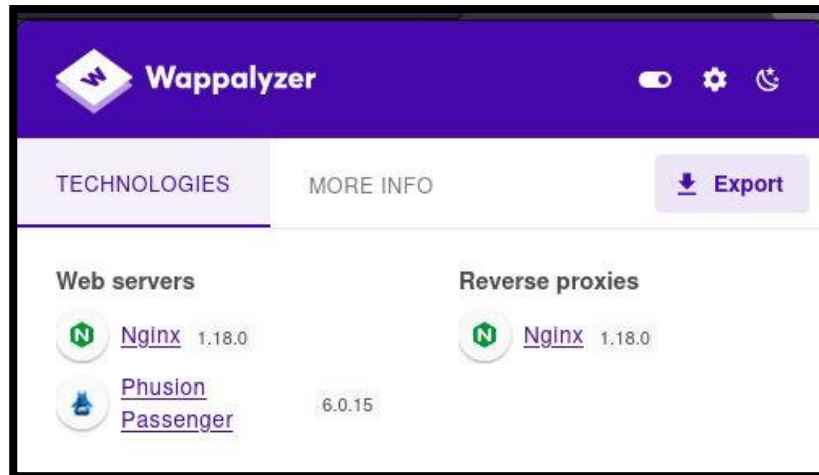 Wappalyzer
TECHNOLOGIES
MORE INFO
Export
Web servers
Nginx 1.18.0
Phusion
Passenger 6.0.15
Reverse proxies
Nginx 1.18.0